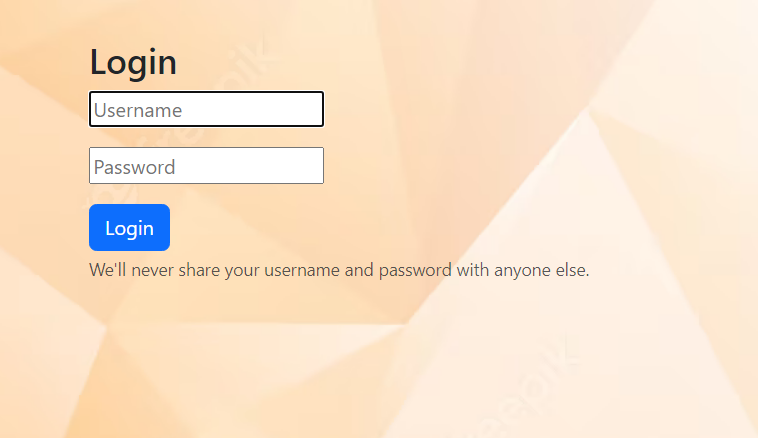 Login
Username
Password
Login
We'll never share your username and password with anyone else.